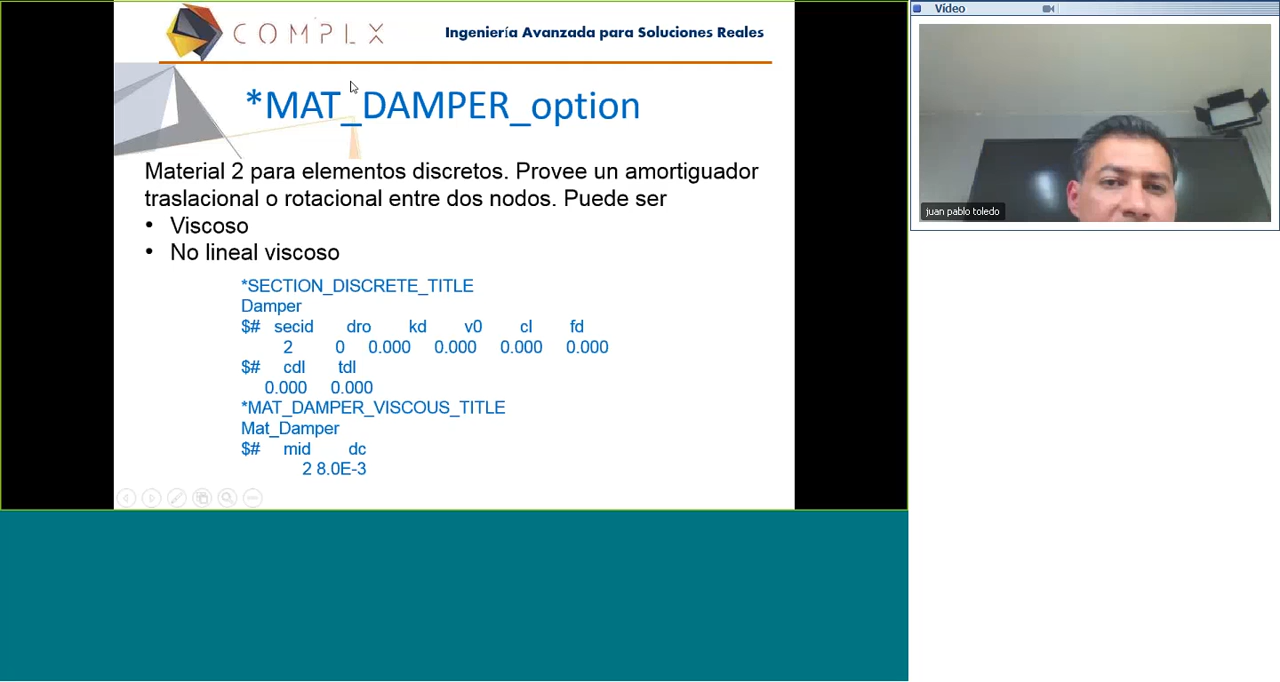 COMPLX
Ingeniería Avanzada para Soluciones Reales
*MAT_DAMPER_option
Material 2 para elementos discretos. Provee un amortiguador
traslacional o rotacional entre dos nodos. Puede ser
• Viscoso
• No lineal viscoso
*SECTION_DISCRETE_TITLE
Damper
$# secid dro kd v0 cl fd
2 0 0.000 0.000 0.000 0.000
$# cdl tdl
0.000 0.000
*MAT_DAMPER_VISCOUS_TITLE
Mat_Damper
$# mid dc
2 8.0E-3
Vídeo
juan pablo toledo